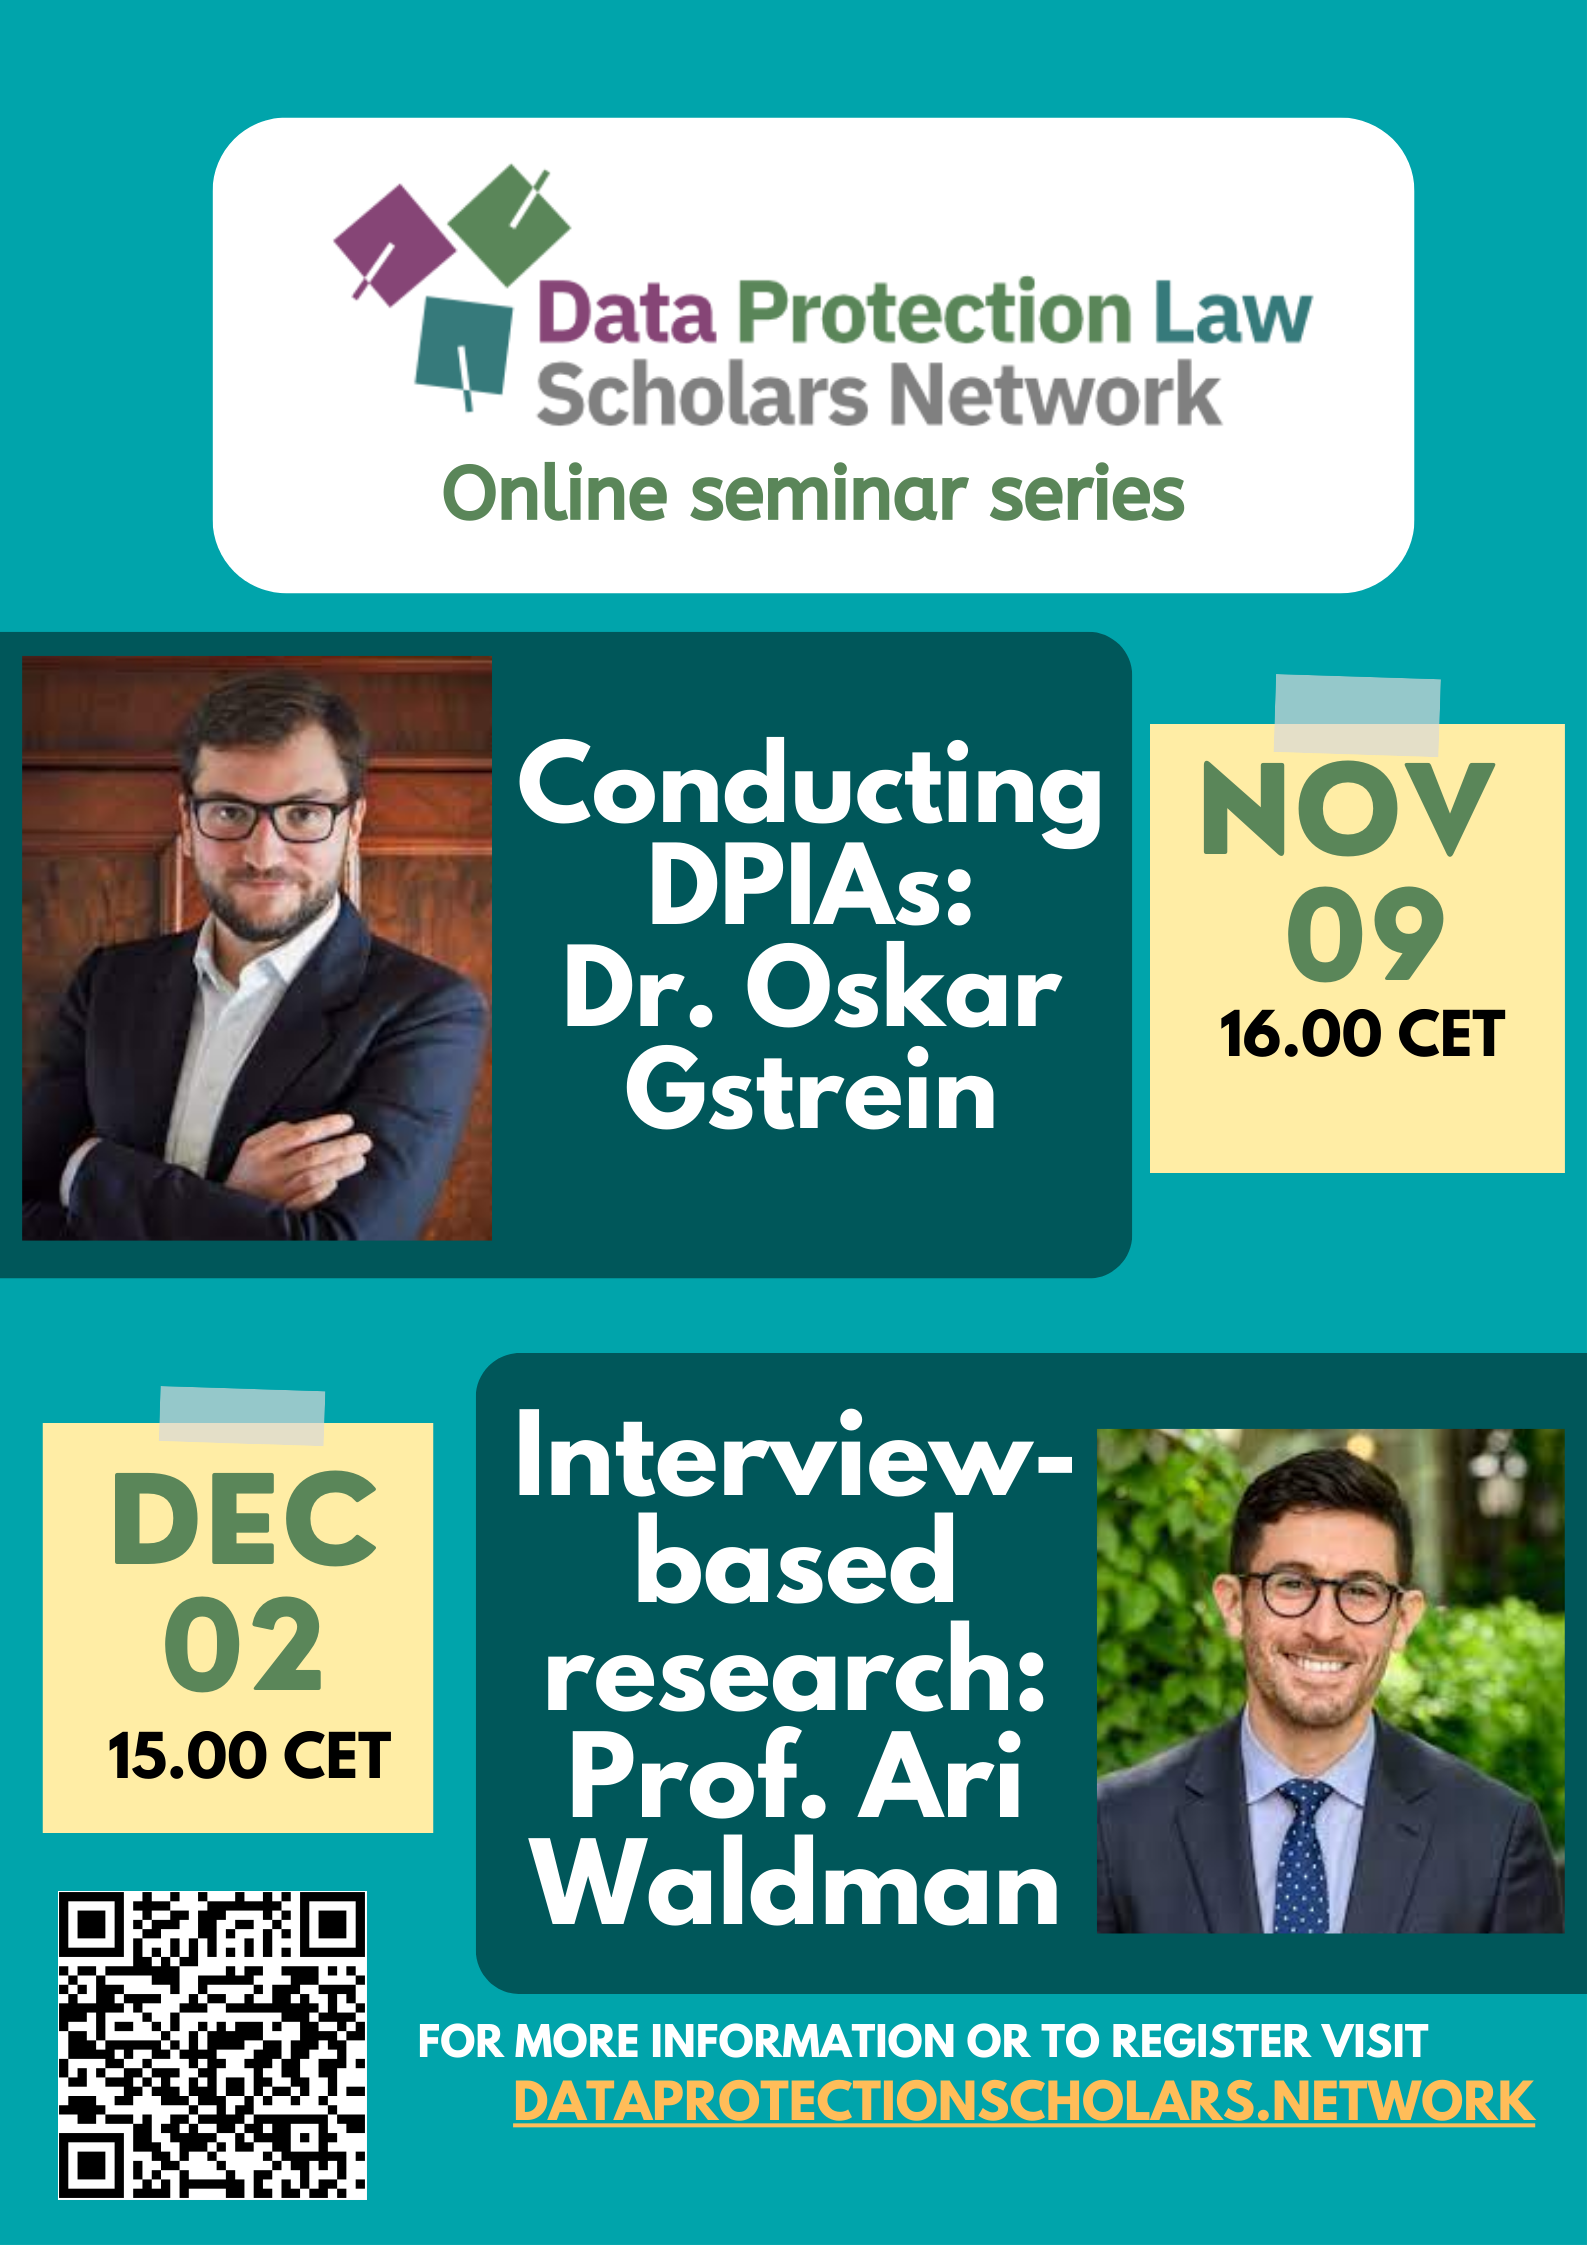 Data Protection Law
Scholars Network
Online seminar series
Conducting
DPIAs:
Dr. Oskar
Gstrein
NOV
09
16.00 CET
DEC
02
15.00 CET
Interview-
based
research:
Prof. Ari
Waldman
FOR MORE INFORMATION OR TO REGISTER VISIT
DATAPROTECTIONSCHOLARS.NETWORK